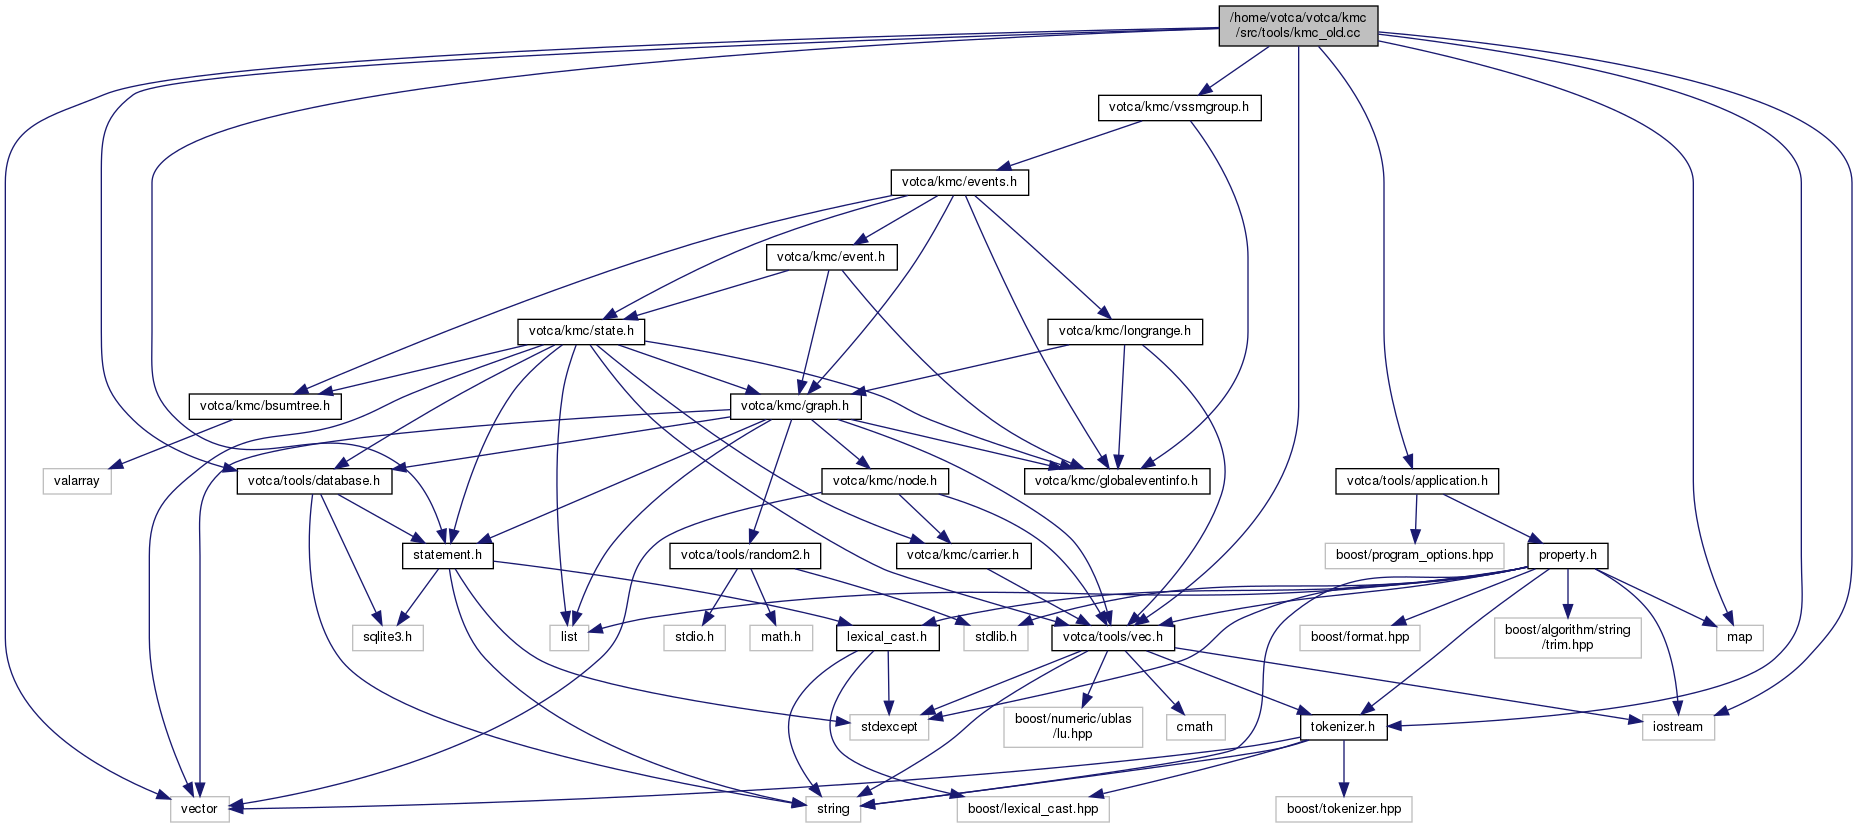 /home/votca/votca/kmc
/src/tools/kmc_old.cc
votca/kmc/vssmgroup.h
votca/kmc/events.h
votca/kmc/event.h
votca/kmc/state.h
votca/kmc/longrange.h
votca/kmc/bsumtree.h
votca/kmc/graph.h
valarray
votca/tools/database.h
votca/kmc/node.h
votca/kmc/globaleventinfo.h
votca/tools/application.h
statement.h
votca/tools/random2.h
votca/kmc/carrier.h
boost/program_options.hpp
property.h
sqlite3.h
list
stdio.h
math.h
lexical_cast.h
stdlib.h
votca/tools/vec.h
boost/format.hpp
boost/algorithm/string
/trim.hpp
map
stdexcept
boost/numeric/ublas
/lu.hpp
cmath
tokenizer.h
iostream
vector
string
boost/lexical_cast.hpp
boost/tokenizer.hpp